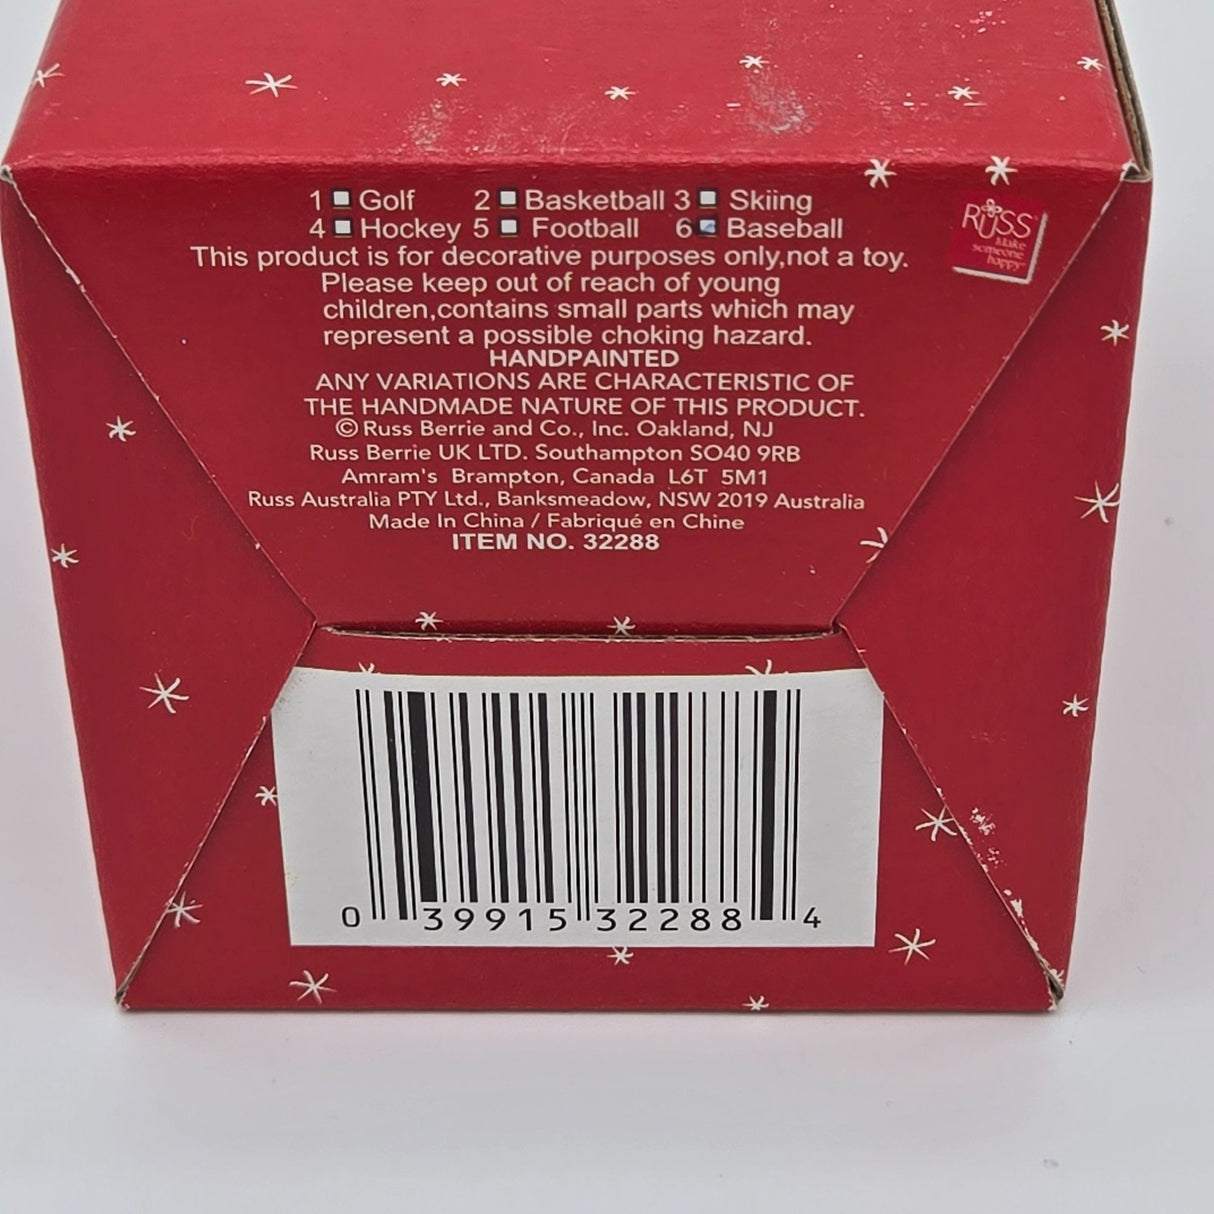 1 Golf 2 Basketball 3 Skiing
4 Hockey 5 Football 6 Baseball
RUSS
Make
someone
happy
This product is for decorative purposes only,not a toy.
Please keep out of reach of young
children,contains small parts which may
represent a possible choking hazard.
HANDPAINTED
ANY VARIATIONS ARE CHARACTERISTIC OF
THE HANDMADE NATURE OF THIS PRODUCT.
© Russ Berrie and Co., Inc. Oakland, NJ
Russ Berrie UK LTD. Southampton SO40 9RB
Amram's Brampton, Canada L6T 5M1
Russ Australia PTY Ltd., Banksmeadow, NSW 2019 Australia
Made In China / Fabriqué en Chine
ITEM NO. 32288
0 39915 32288 4